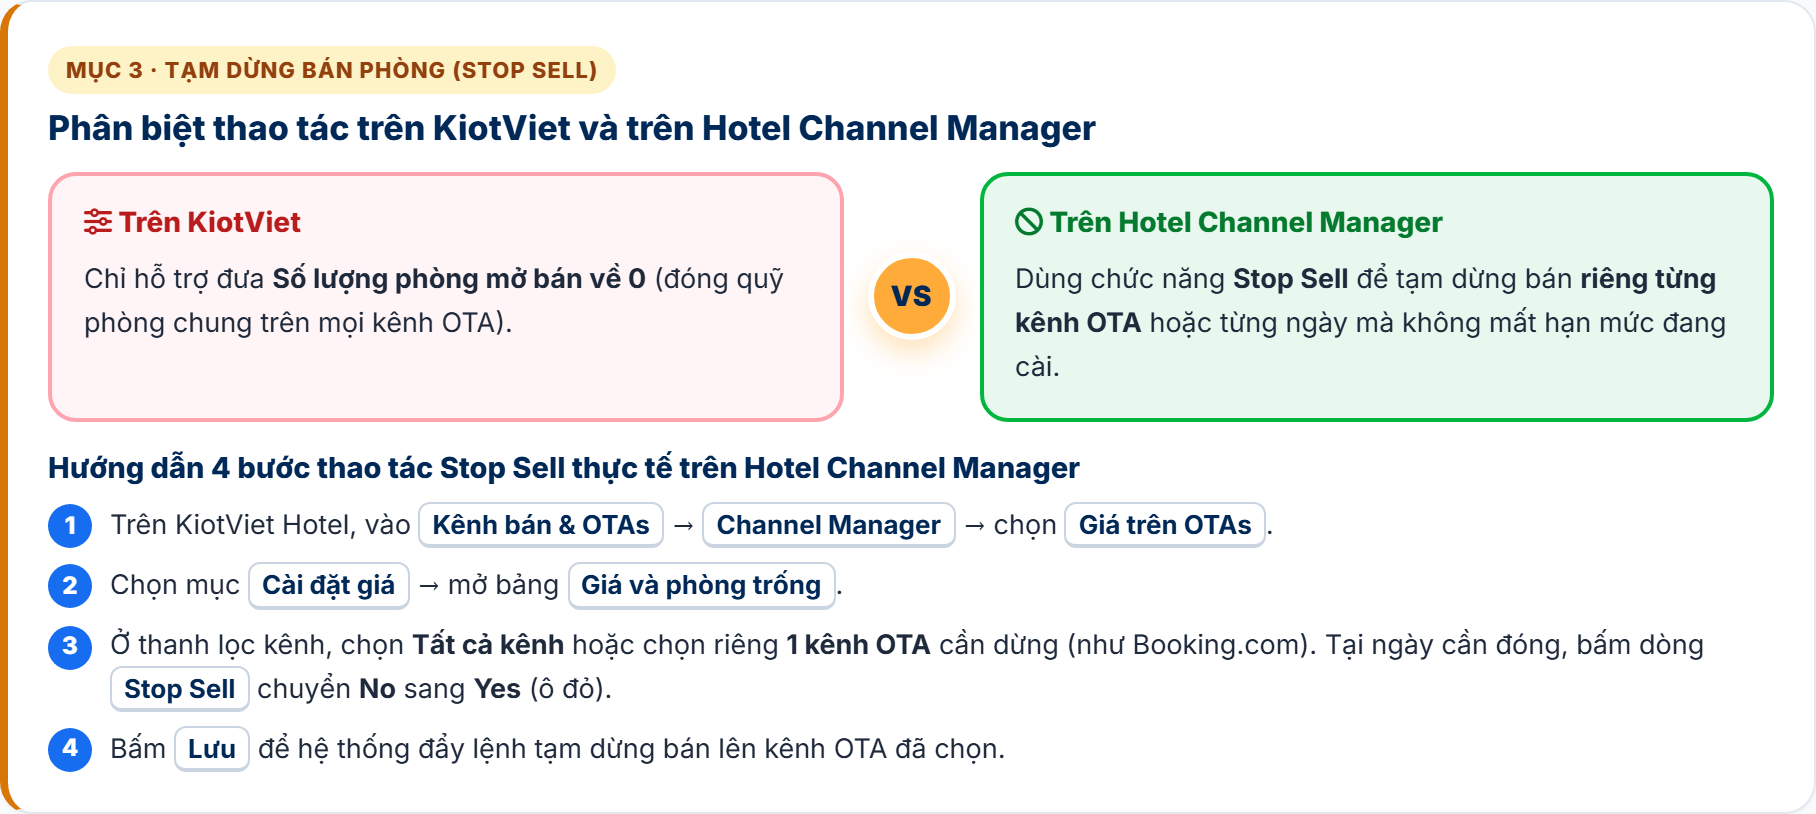 MỤC 3 · TẠM DỪNG BÁN PHÒNG (STOP SELL)
Phân biệt thao tác trên KiotViet và trên Hotel Channel Manager
Trên KiotViet
Chỉ hỗ trợ đưa Số lượng phòng mở bán về 0 (đóng quỹ
phòng chung trên mọi kênh OTA).
VS
Trên Hotel Channel Manager
Dùng chức năng Stop Sell để tạm dừng bán riêng từng
kênh OTA hoặc từng ngày mà không mất hạn mức đang
cài.
Hướng dẫn 4 bước thao tác Stop Sell thực tế trên Hotel Channel Manager
1 Trên KiotViet Hotel, vào Kênh bán & OTAs → Channel Manager → chọn Giá trên OTAs.
2 Chọn mục Cài đặt giá → mở bảng Giá và phòng trống.
3 Ở thanh lọc kênh, chọn Tất cả kênh hoặc chọn riêng 1 kênh OTA cần dừng (như Booking.com). Tại ngày cần đóng, bấm dòng
Stop Sell chuyển No sang Yes (ô đỏ).
4 Bấm Lưu để hệ thống đẩy lệnh tạm dừng bán lên kênh OTA đã chọn.